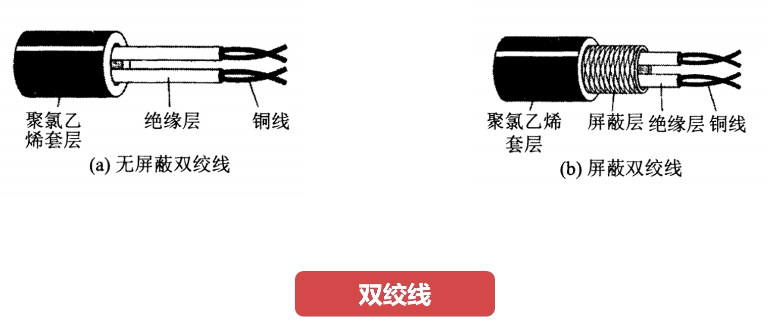 聚氯乙
烯套层
绝缘层
铜线
(a) 无屏蔽双绞线
聚氯乙烯
套层
屏蔽层
绝缘层
铜线
(b) 屏蔽双绞线
双绞线